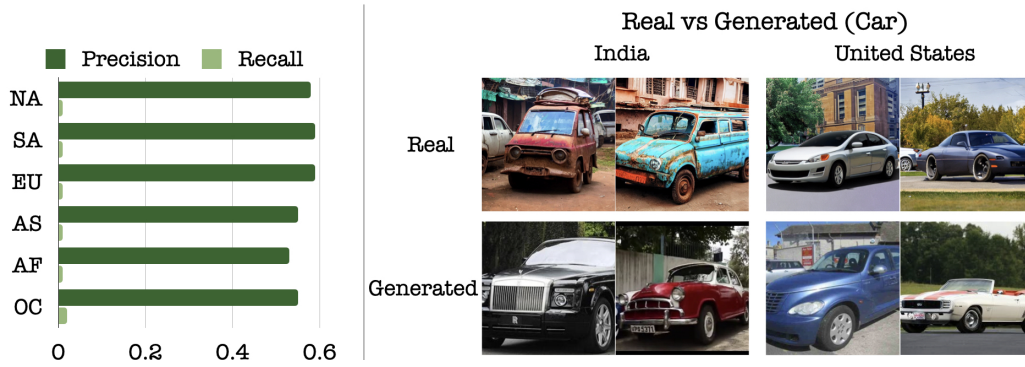 Precision Recall
NA
SA
EU
AS
AF
OC
0 0.2 0.4 0.6
Real vs Generated (Car)
India United States
Real
Generated
R